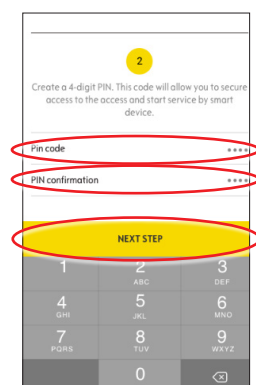 2
Create a 4-digit PIN. This code will allow you to secure
access to the access and start service by smart
device.
Pin code ••••
PIN confirmation ••••
NEXT STEP
1 2 3
ABC DEF
4 5 6
GHI JKL MNO
7 8 9
PQRS TUV WXYZ
0